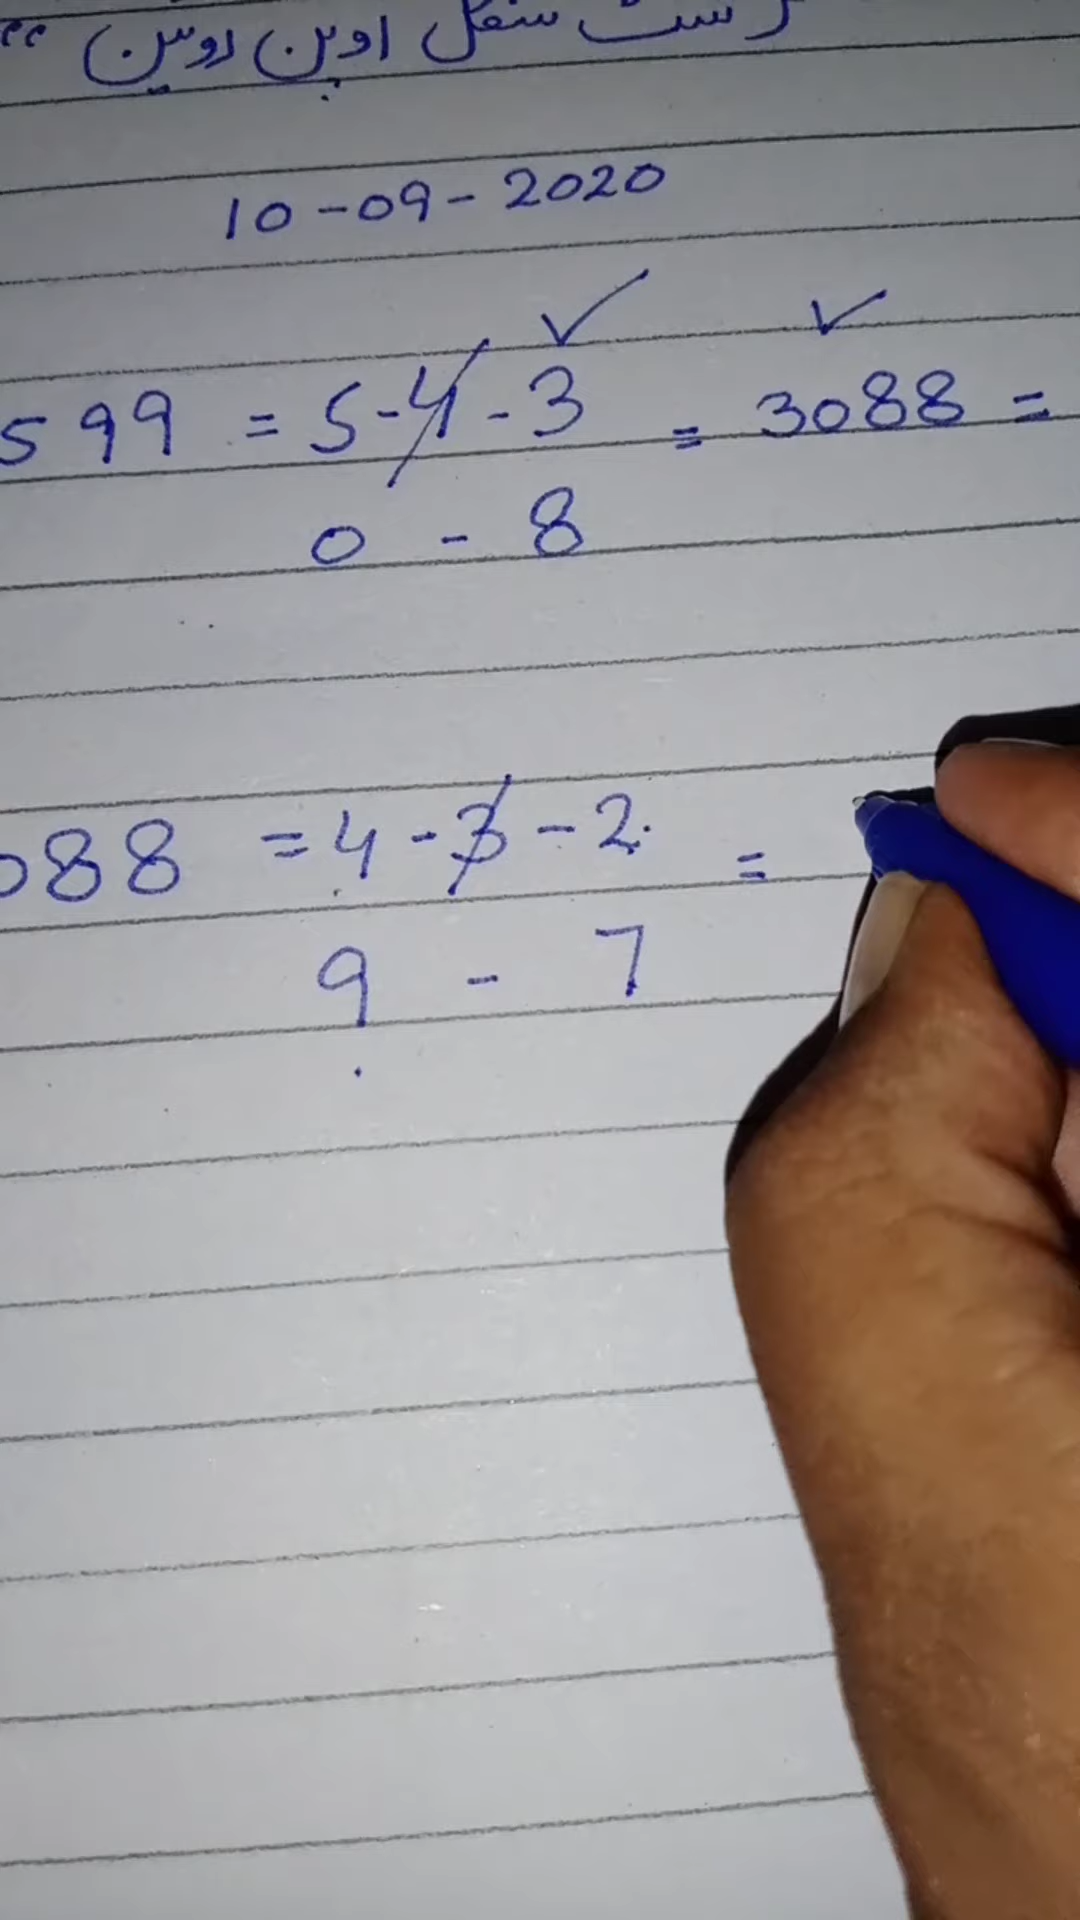 سنگل اوپن روٹین "
10-09-2020
599 = 5-4-3 = 3088 =
0 - 8
088 = 4-3-2 =
9 - 7